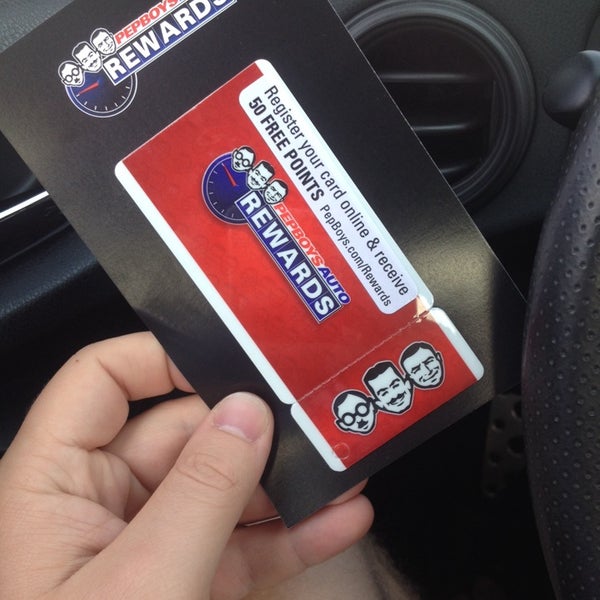 PEPBOYS
REWARDS
Register your card online & receive
50 FREE POINTS PepBoys.com/Rewards
PEPBOYS AUTO
REWARDS